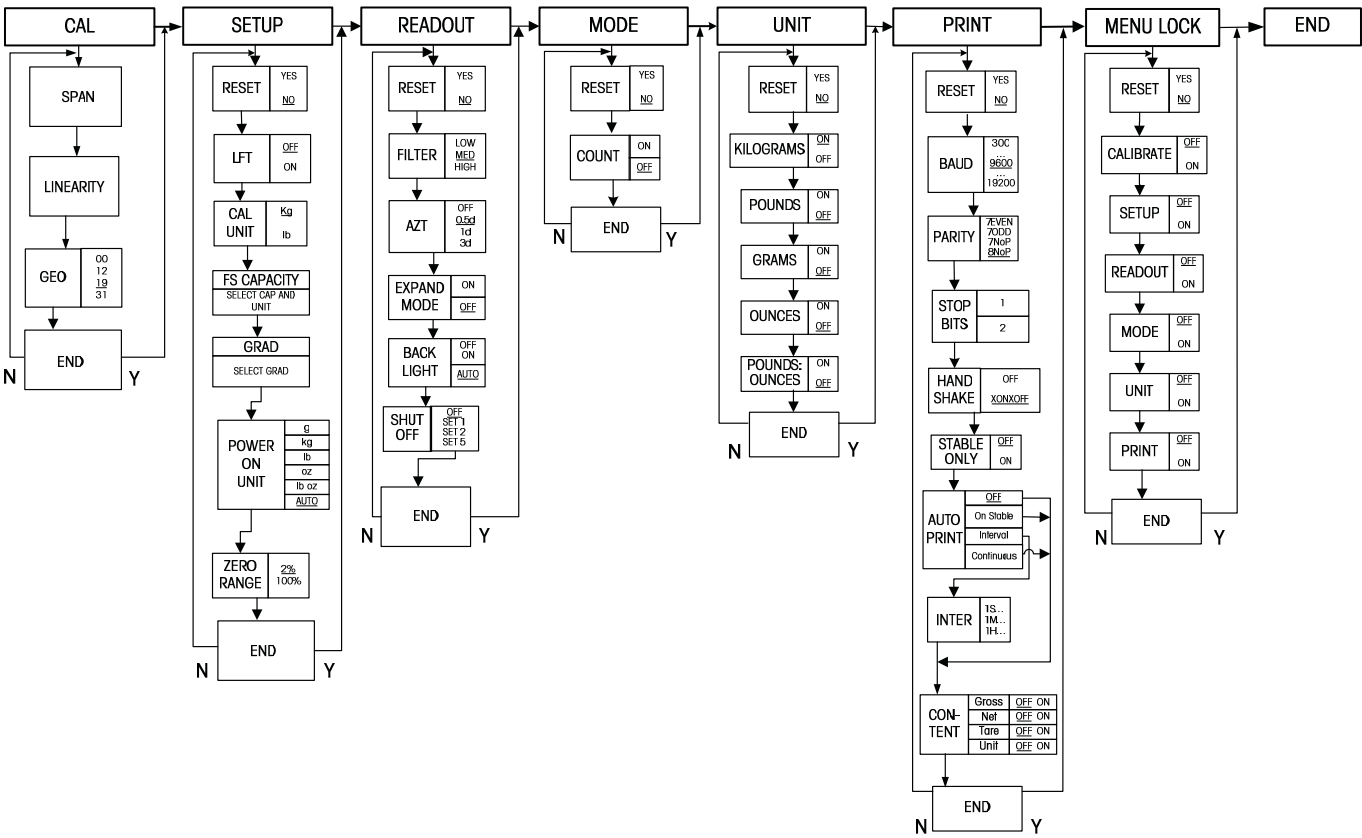 CAL
SETUP
READOUT
MODE
UNIT
PRINT
MENU LOCK
END
SPAN
LINEARITY
GEO
00
12
19
31
END
N
Y
RESET
YES
NO
LFT
OFF
ON
CAL
UNIT
Kg
lb
FS CAPACITY
SELECT CAP AND
UNIT
GRAD
SELECT GRAD
POWER
ON
UNIT
g
kg
lb
oz
lb oz
AUTO
ZERO
RANGE
2%
100%
END
N
Y
RESET
YES
NO
FILTER
LOW
MED
HIGH
AZT
OFF
0.5d
1d
3d
EXPAND
MODE
ON
OFF
BACK
LIGHT
OFF
ON
AUTO
SHUT
OFF
OFF
SET 1
SET 2
SET 5
END
N
Y
RESET
YES
NO
COUNT
ON
OFF
END
N
Y
RESET
YES
NO
KILOGRAMS
ON
OFF
POUNDS
ON
OFF
GRAMS
ON
OFF
OUNCES
ON
OFF
POUNDS:
OUNCES
ON
OFF
END
N
Y
RESET
YES
NO
BAUD
300
...
9600
...
19200
PARITY
7EVEN
7ODD
7NoP
8NoP
STOP
BITS
1
2
HAND
SHAKE
OFF
XONXOFF
STABLE
ONLY
OFF
ON
AUTO
PRINT
OFF
On Stable
Interval
Continuous
INTER
1S...
1M...
1H...
CON-
TENT
Gross OFF ON
Net OFF ON
Tare OFF ON
Unit OFF ON
END
N
Y
RESET
YES
NO
CALIBRATE
OFF
ON
SETUP
OFF
ON
READOUT
OFF
ON
MODE
OFF
ON
UNIT
OFF
ON
PRINT
OFF
ON
END
N
Y